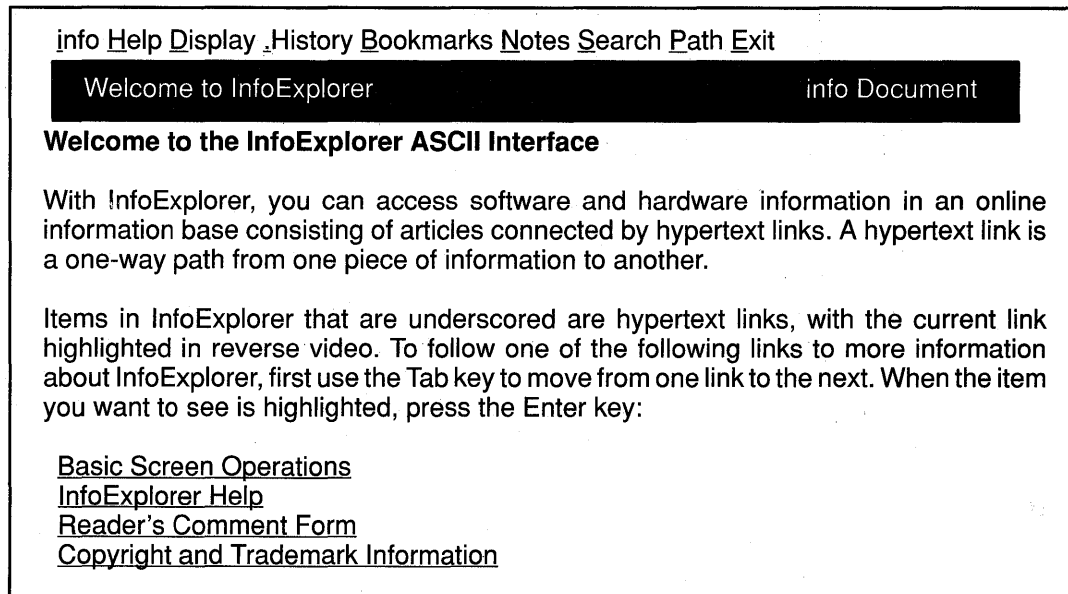 info Help Display .History Bookmarks Notes Search Path Exit
Welcome to InfoExplorer info Document
Welcome to the InfoExplorer ASCII Interface
With InfoExplorer, you can access software and hardware information in an online
information base consisting of articles connected by hypertext links. A hypertext link is
a one-way path from one piece of information to another.
Items in InfoExplorer that are underscored are hypertext links, with the current link
highlighted in reverse video. To follow one of the following links to more information
about InfoExplorer, first use the Tab key to move from one link to the next. When the item
you want to see is highlighted, press the Enter key:
Basic Screen Operations
InfoExplorer Help
Reader's Comment Form
Copyright and Trademark Information